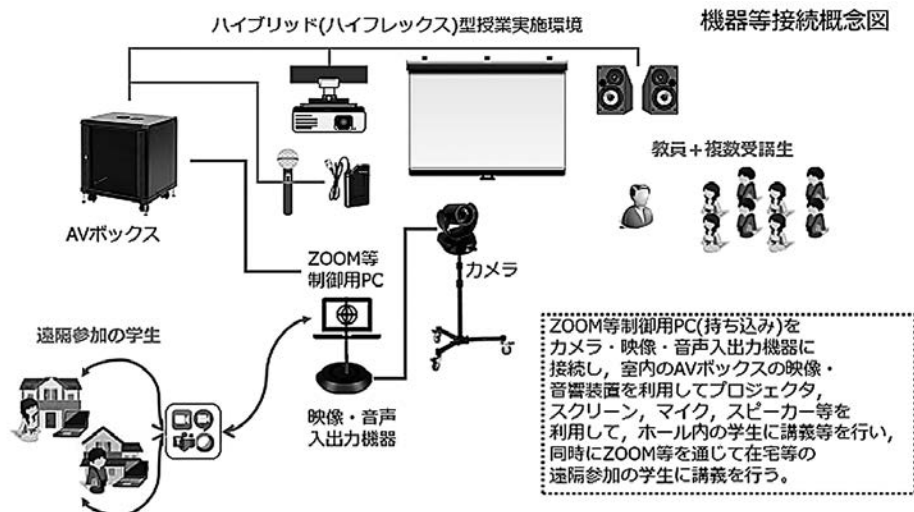 ハイブリッド(ハイフレックス)型授業実施環境
機器等接続概念図
教員+複数受講生
AVボックス
ZOOM等
制御用PC
カメラ
遠隔参加の学生
映像・音声
入出力機器
ZOOM等制御用PC(持ち込み)を
カメラ・映像・音声入出力機器に
接続し，室内のAVボックスの映像・
音響装置を利用してプロジェクタ，
スクリーン，マイク，スピーカー等を
利用して，ホール内の学生に講義等を行い，
同時にZOOM等を通じて在宅等の
遠隔参加の学生に講義を行う。